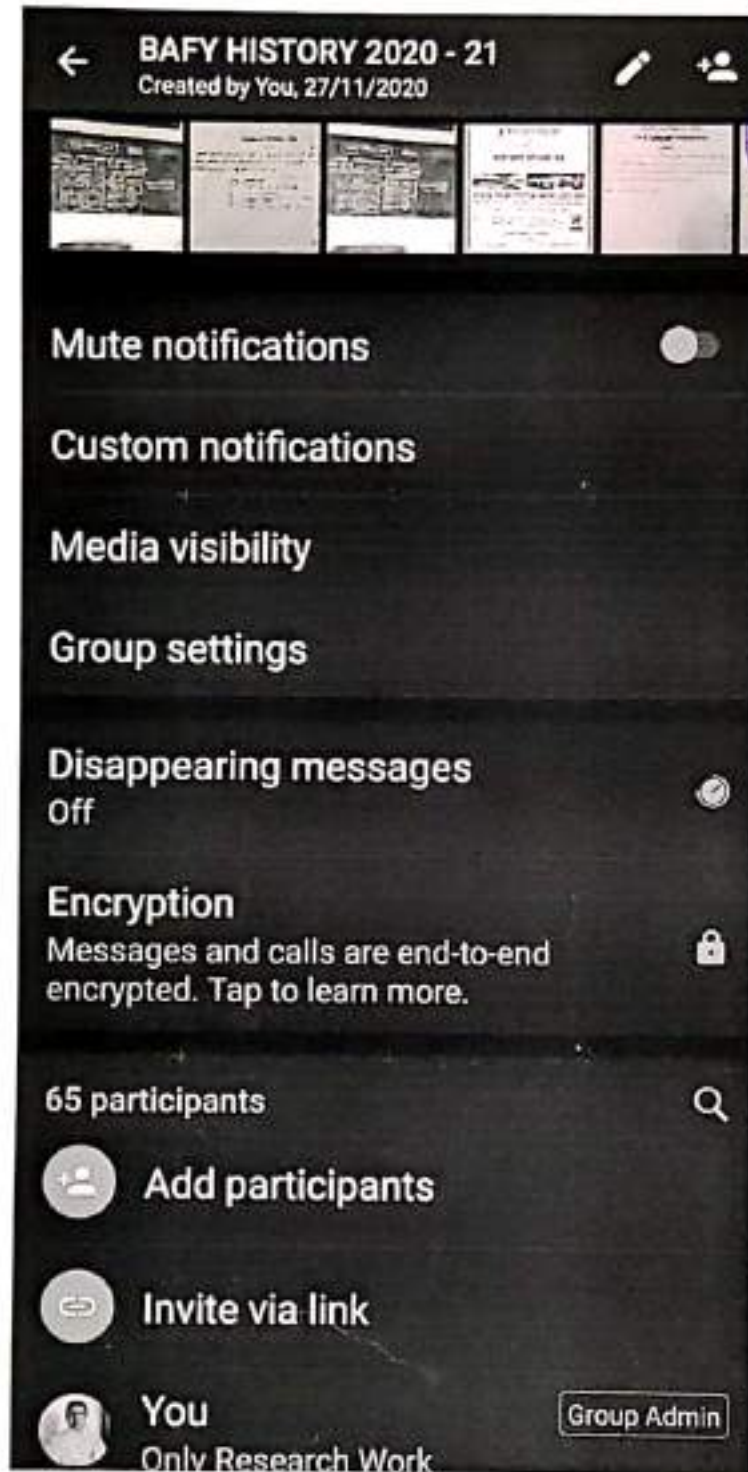 BAFY HISTORY 2020 - 21
Created by You, 27/11/2020
Mute notifications
Custom notifications
Media visibility
Group settings
Disappearing messages
Off
Encryption
Messages and calls are end-to-end
encrypted. Tap to learn more.
65 participants
Add participants
Invite via link
You
Group Admin
Only Research Work